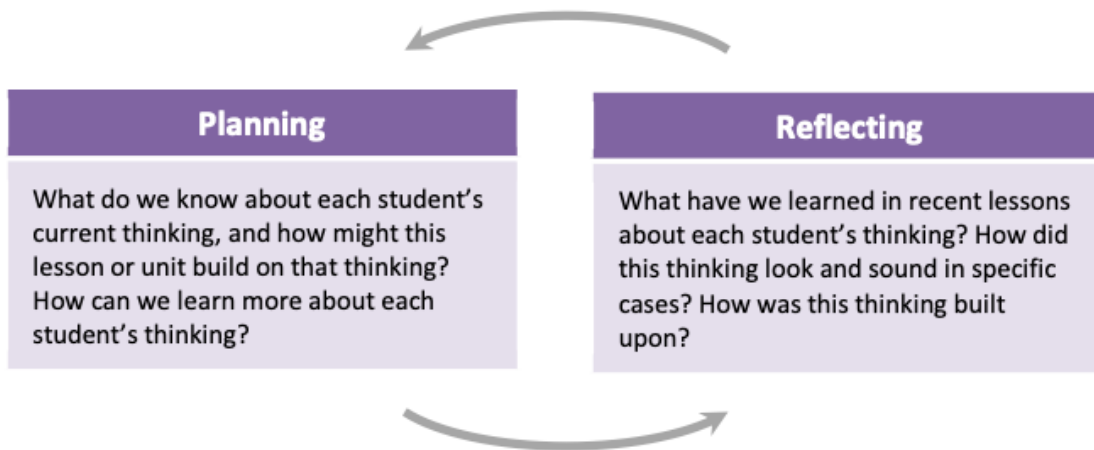 Planning
What do we know about each student’s
current thinking, and how might this
lesson or unit build on that thinking?
How can we learn more about each
student’s thinking?
Reflecting
What have we learned in recent lessons
about each student’s thinking? How did
this thinking look and sound in specific
cases? How was this thinking built
upon?